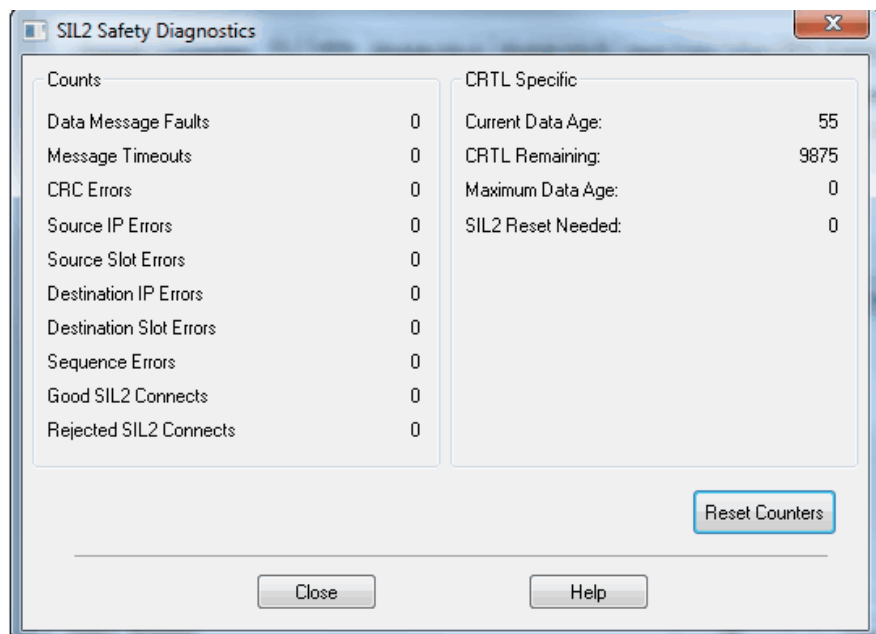 SIL2 Safety Diagnostics
Counts
Data Message Faults 0
Message Timeouts 0
CRC Errors 0
Source IP Errors 0
Source Slot Errors 0
Destination IP Errors 0
Destination Slot Errors 0
Sequence Errors 0
Good SIL2 Connects 0
Rejected SIL2 Connects 0
CRTL Specific
Current Data Age: 55
CRTL Remaining: 9875
Maximum Data Age: 0
SIL2 Reset Needed: 0
Reset Counters
Close Help